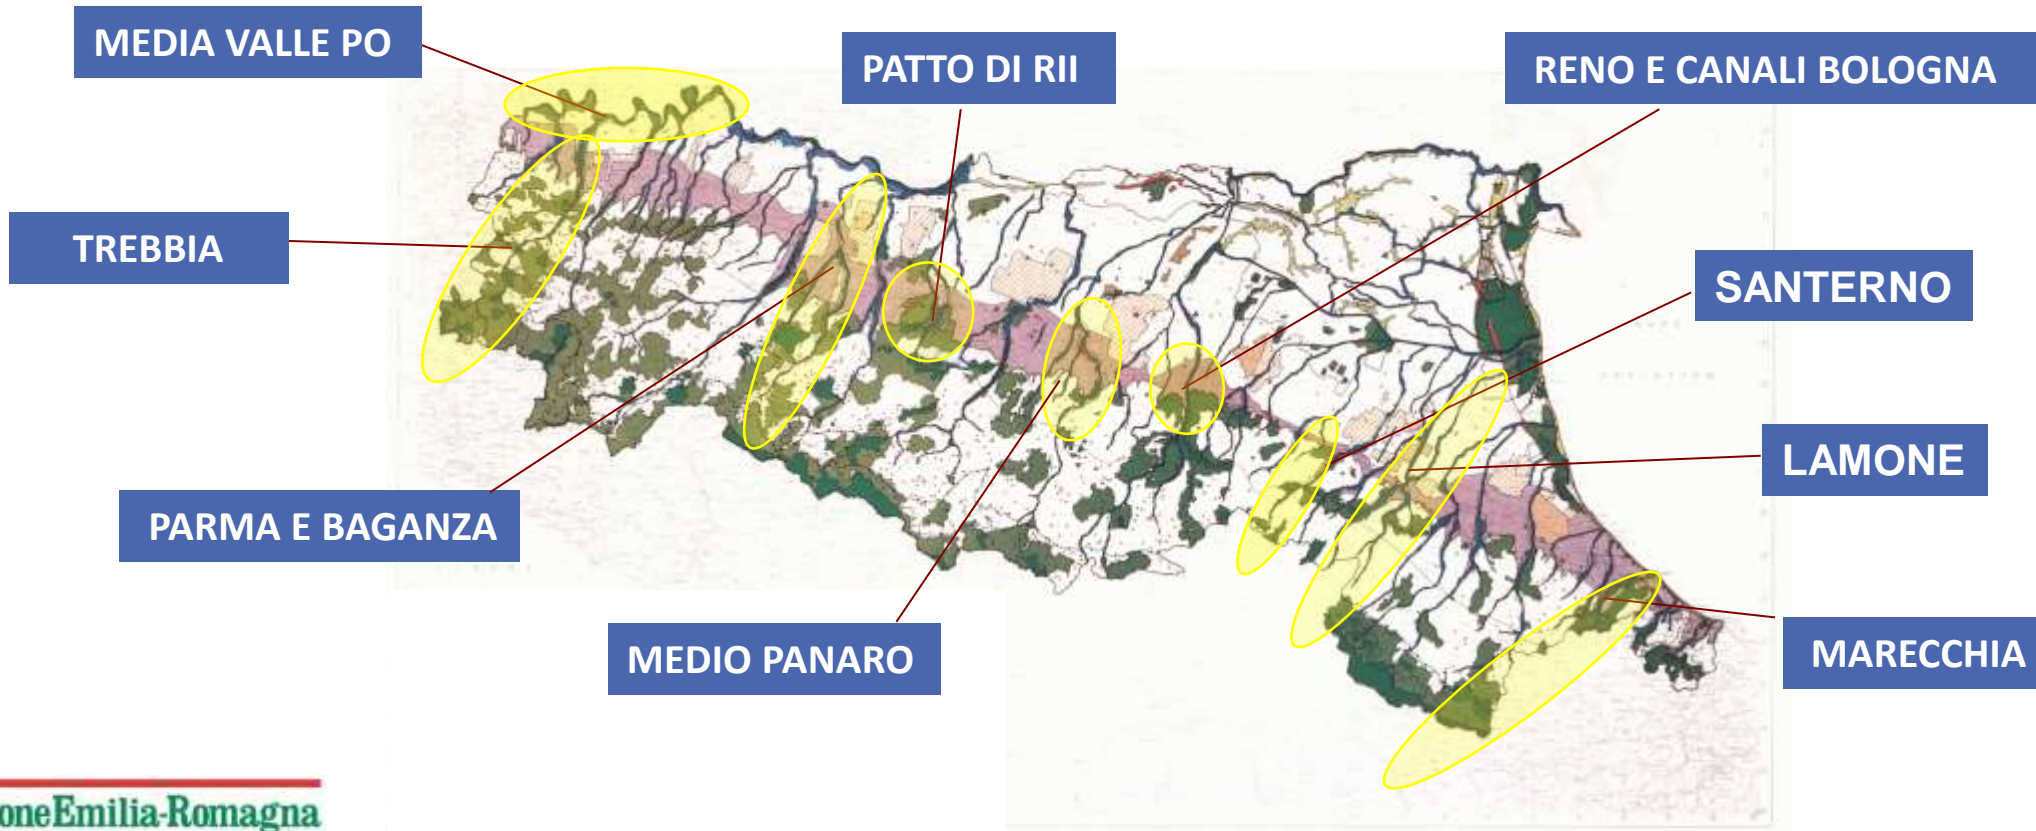 MEDIA VALLE PO
PATTO DI RII
RENO E CANALI BOLOGNA
TREBBIA
SANTERNO
LAMONE
PARMA E BAGANZA
MEDIO PANARO
MARECCHIA
oneEmilia-Romagna